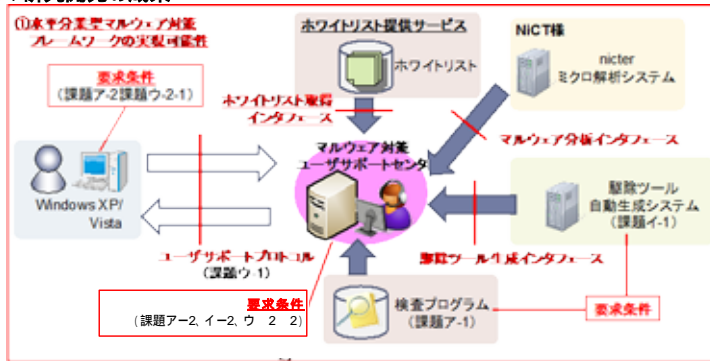 ①水平分業型マルウェア対策
フレームワークの実現可能性
要求条件
(課題ア-2課題ウ-2-1)
ホワイトリスト提供サービス
ホワイトリスト
NiCT様
nicter
ミクロ解析システム
ホワイトリスト取得
インタフェース
マルウェア分析インタフェース
マルウェア対策
ユーザサポートセンタ
Windows XP/
Vista
駆除ツール
自動生成システム
(課題イ-1)
ユーザサポートプロトコル
(課題ウ-1)
駆除ツール生成インタフェース
要求条件
(課題アー2、イー2、ウ 2 2)
検査プログラム
(課題ア-1)
要求条件